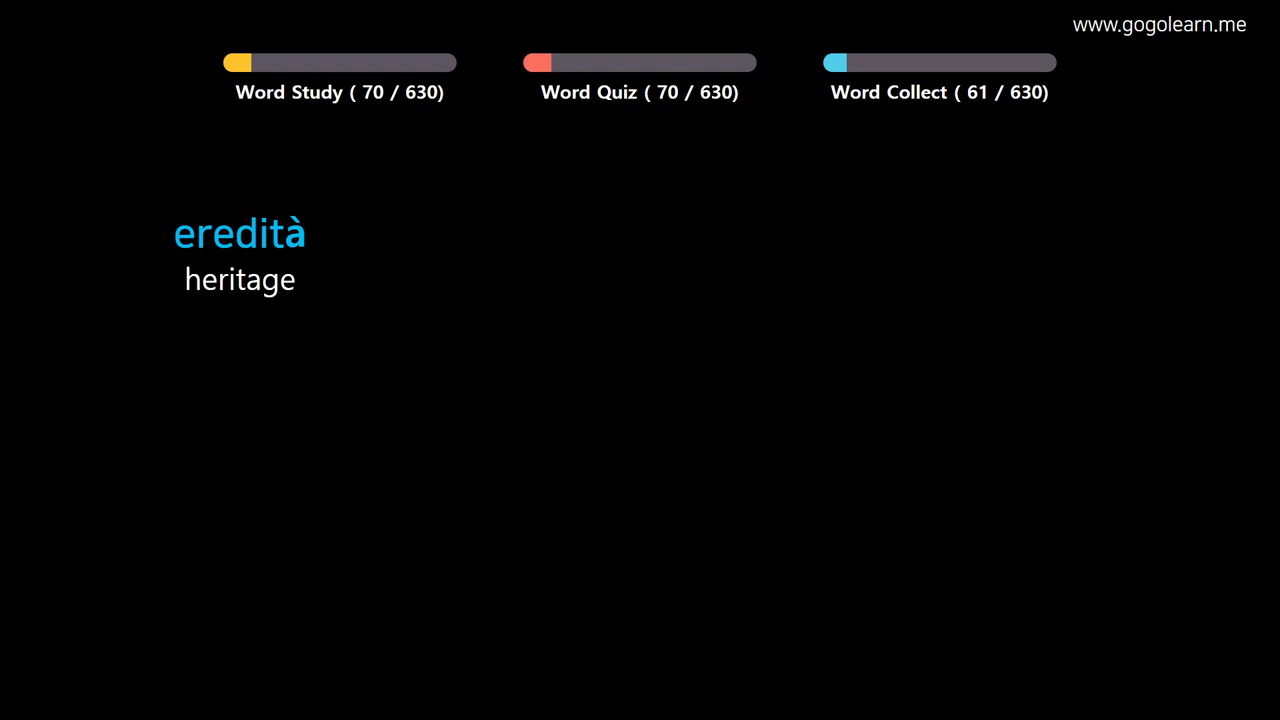 www.gogolearn.me
Word Study ( 70 / 630)
Word Quiz ( 70 / 630)
Word Collect ( 61 / 630)
eredità
heritage